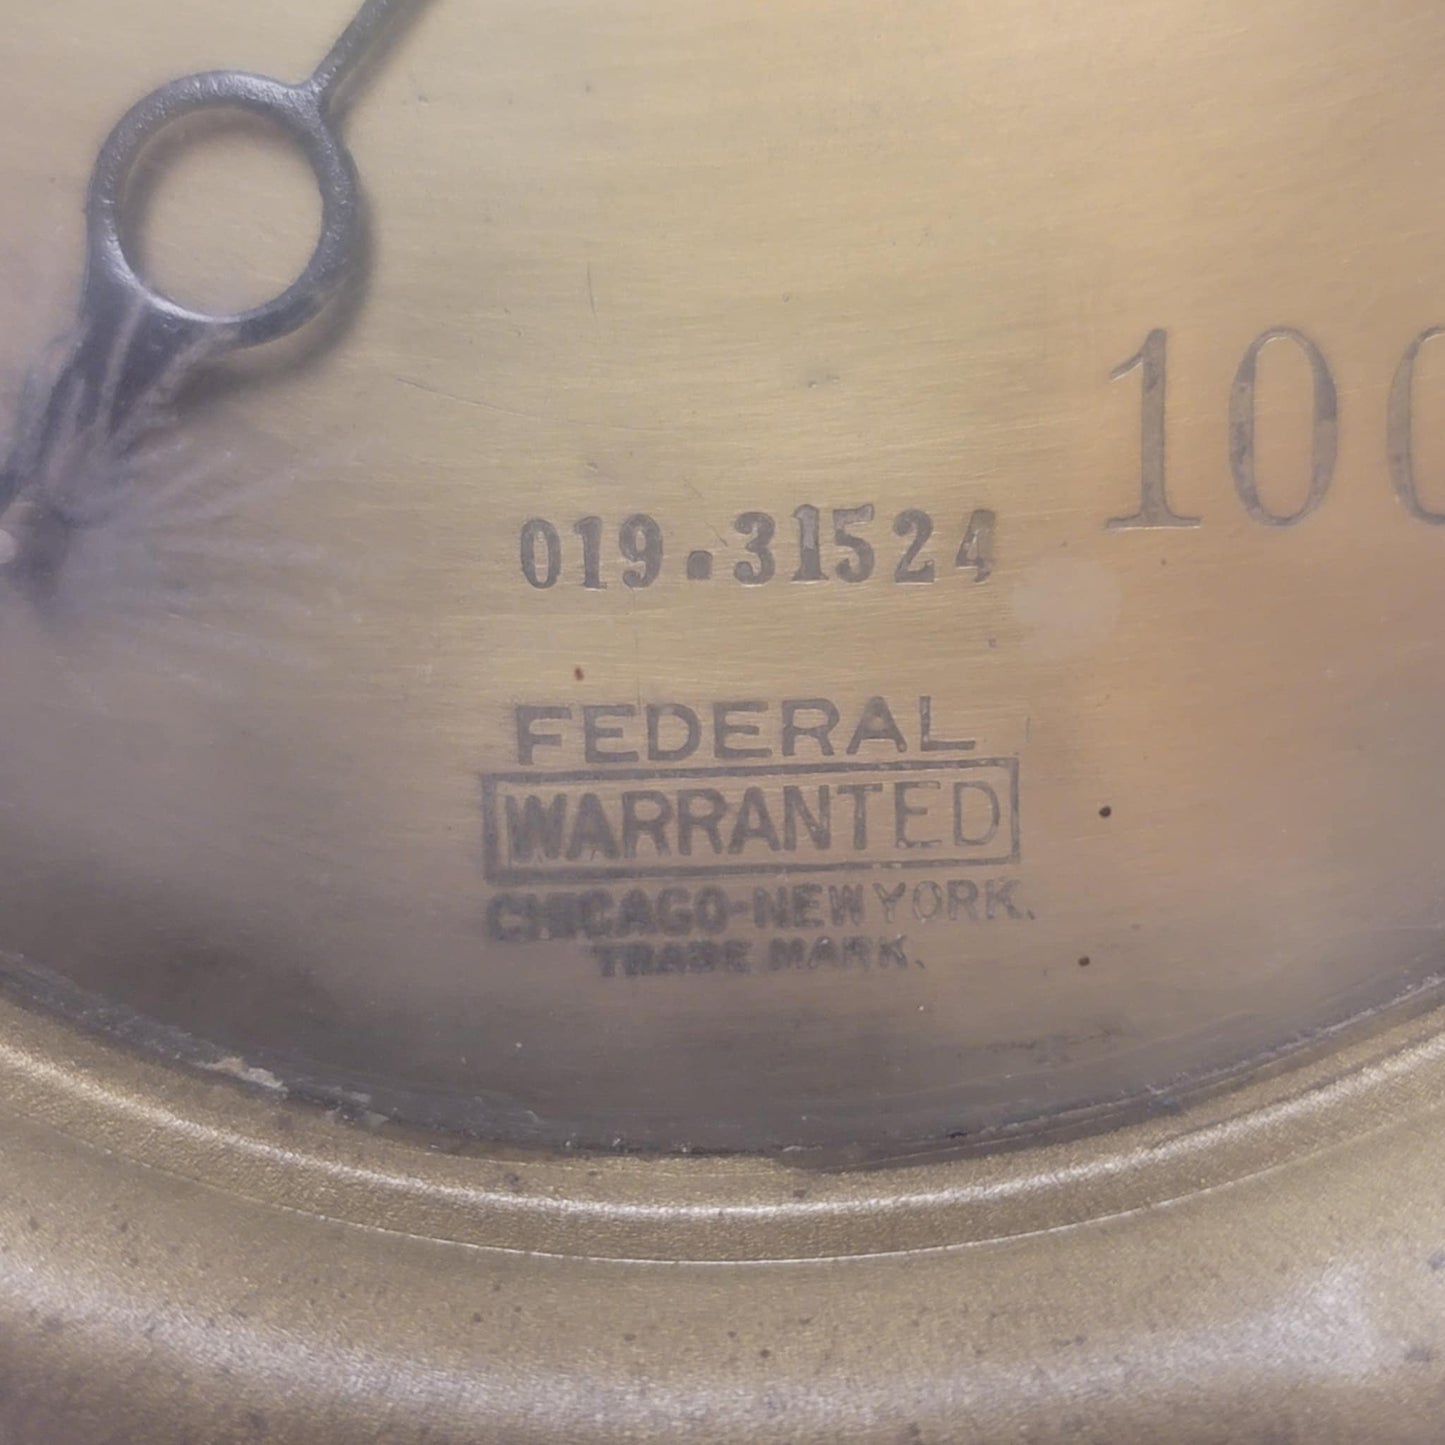 100
019.31524
FEDERAL
WARRANTED
CHICAGO-NEW YORK.
TRADE MARK.